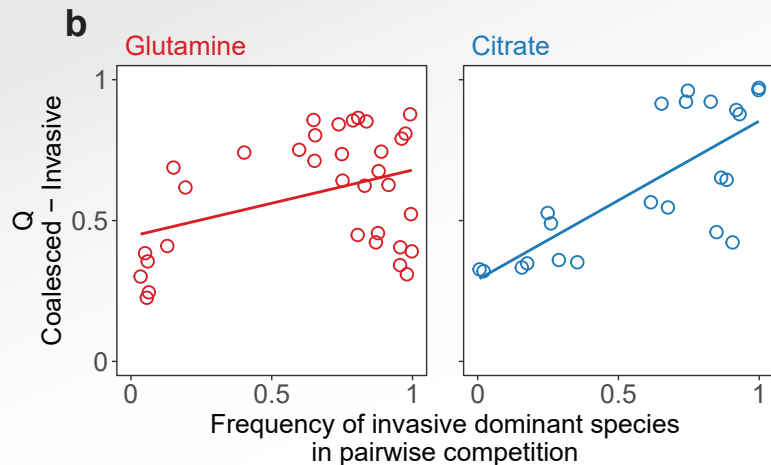 b
Glutamine
Citrate
Q
Coalesced − Invasive
1
0.5
0
0
0.5
1
0
0.5
1
Frequency of invasive dominant species
in pairwise competition